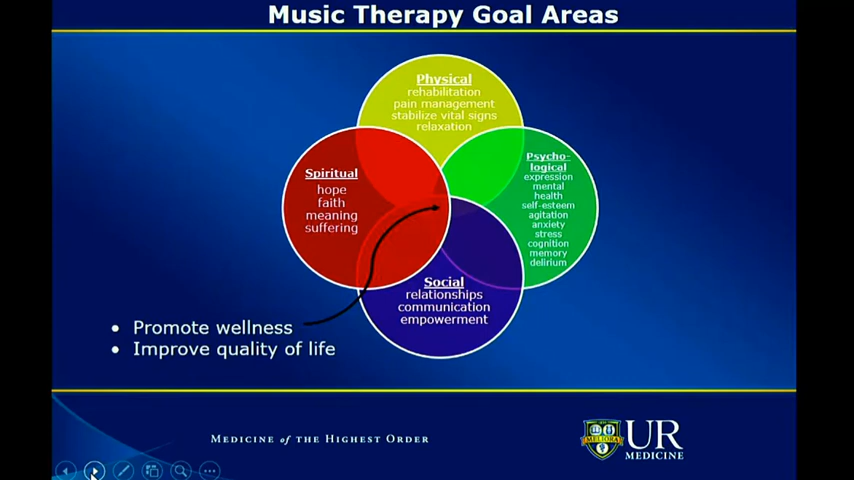 Music Therapy Goal Areas
Physical
rehabilitation
pain management
stabilize vital signs
relaxation
Spiritual
hope
faith
meaning
suffering
Psycho-
logical
expression
mental
health
self-esteem
agitation
anxiety
stress
cognition
memory
delirium
Social
relationships
communication
empowerment
• Promote wellness
• Improve quality of life
MEDICINE of THE HIGHEST ORDER
MELIORA
UR
MEDICINE